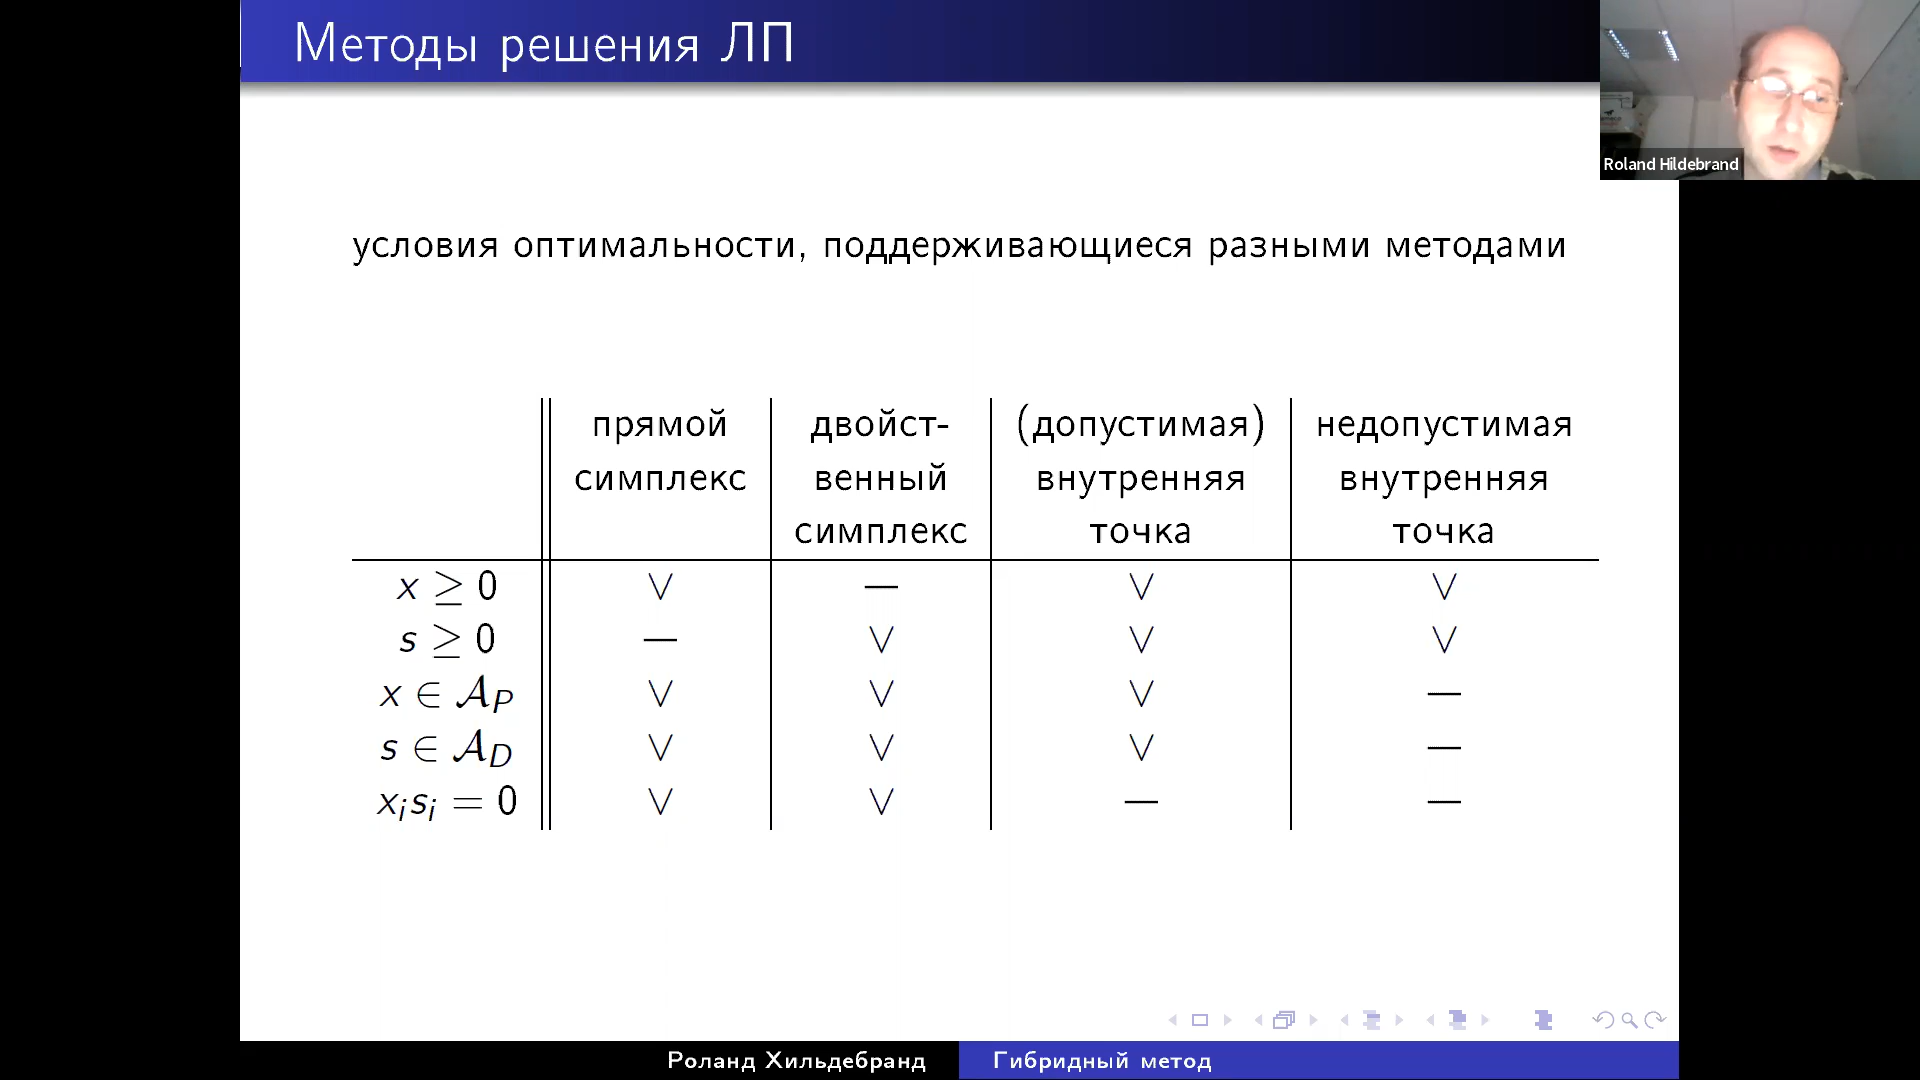 Методы решения ЛП
Roland Hildebrand
условия оптимальности, поддерживающиеся разными методами
прямой двойст- (допустимая) недопустимая
симплекс венный внутренняя внутренняя
симплекс точка точка
x ≥ 0 ∨ — ∨ ∨
s ≥ 0 — ∨ ∨ ∨
x ∈ 𝒜_P ∨ ∨ ∨ —
s ∈ 𝒜_D ∨ ∨ ∨ —
x_i s_i = 0 ∨ ∨ — —
Роланд Хильдебранд Гибридный метод